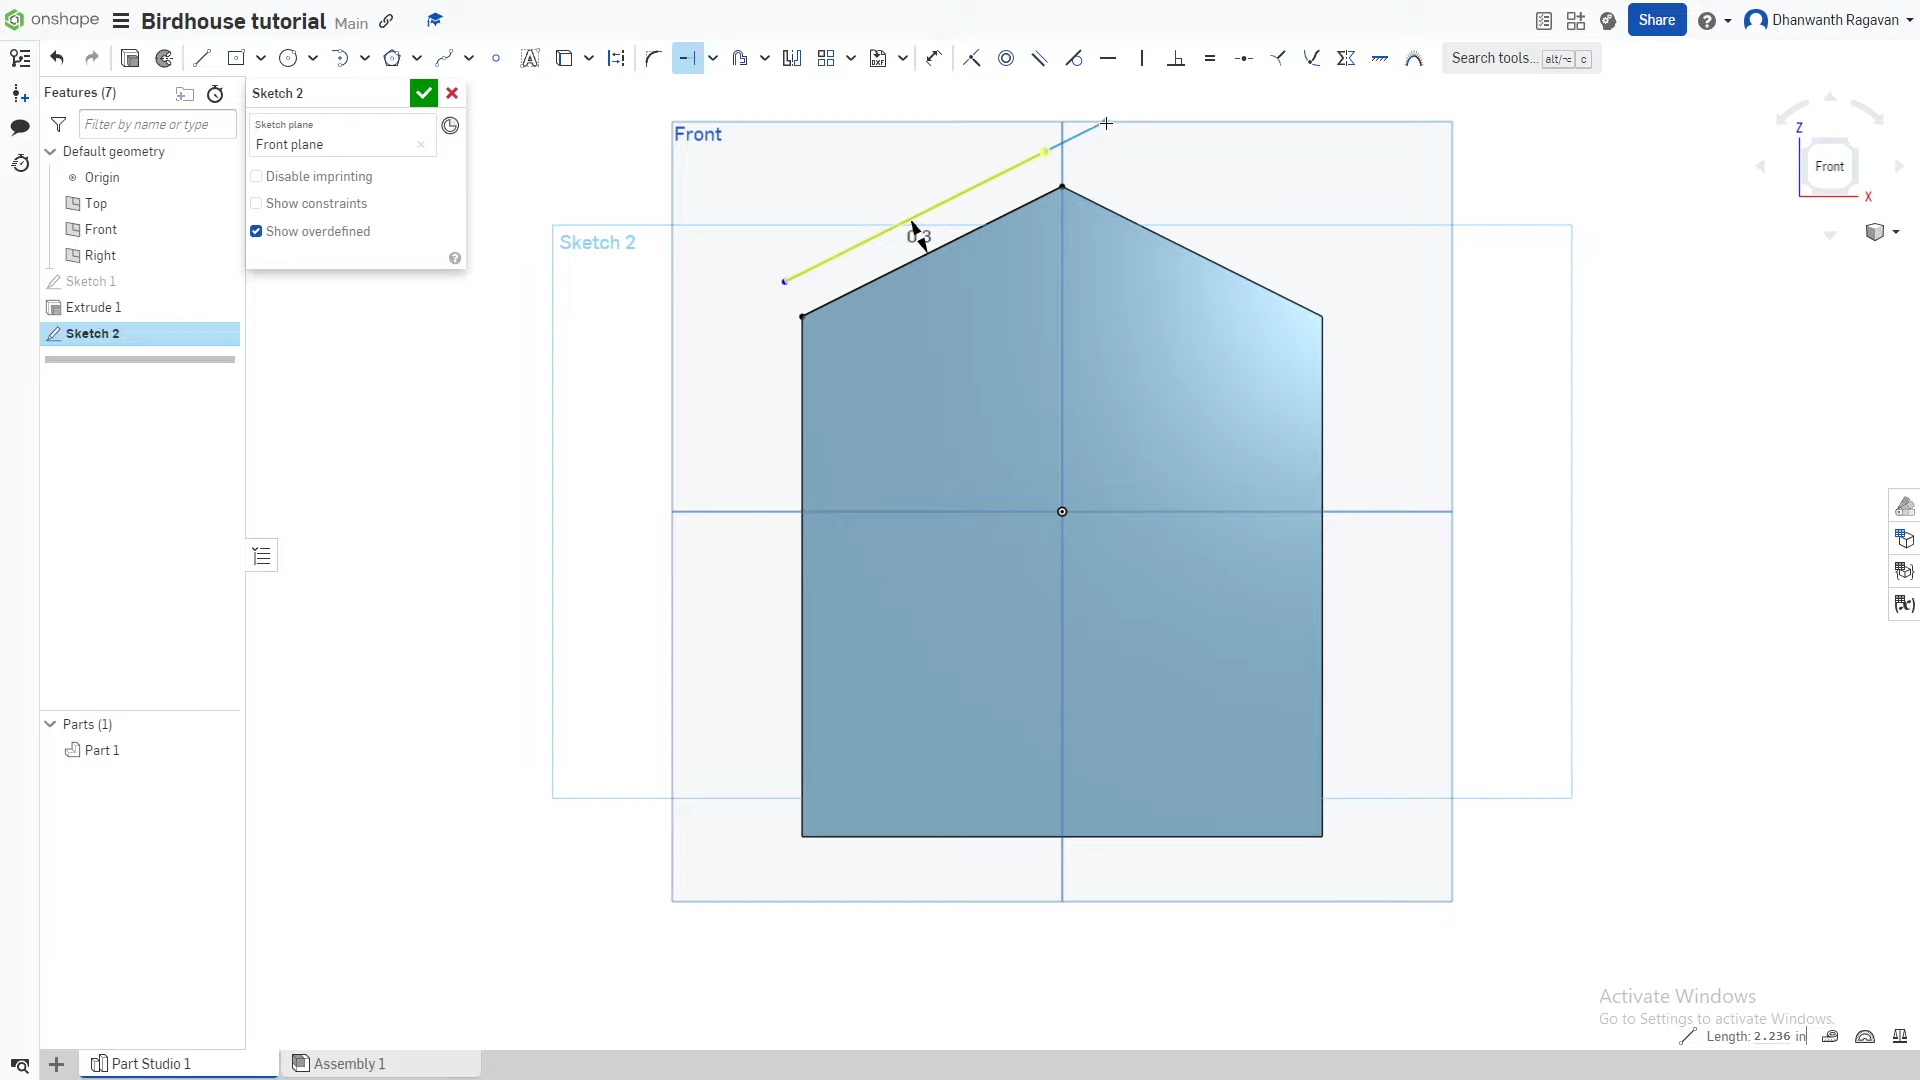 onshape Birdhouse tutorial Main Share Dhanwanth Ragavan
Search tools... alt/⌥ c
Features (7)
Filter by name or type
Default geometry
Origin
Top
Front
Right
Sketch 1
Extrude 1
Sketch 2
Parts (1)
Part 1
Sketch 2
Sketch plane
Front plane
Disable imprinting
Show constraints
Show overdefined
Front
Sketch 2
0.3
Z
Front
X
Activate Windows
Go to Settings to activate Windows.
Length: 2.236 in
Part Studio 1
Assembly 1